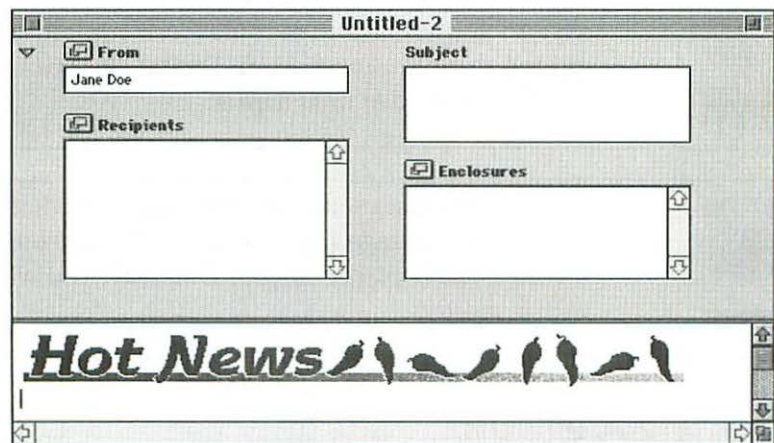 Untitled-2
From
Jane Doe
Recipients
Subject
Enclosures
Hot News